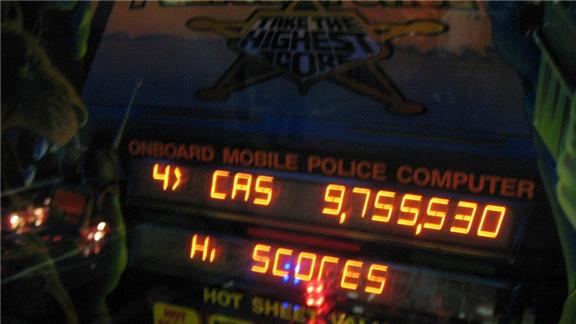 TAKE THE
HIGHEST
SCORE
ONBOARD MOBILE POLICE COMPUTER
4> CAS 9,755,530
Hi SCORES
HOT SHEET